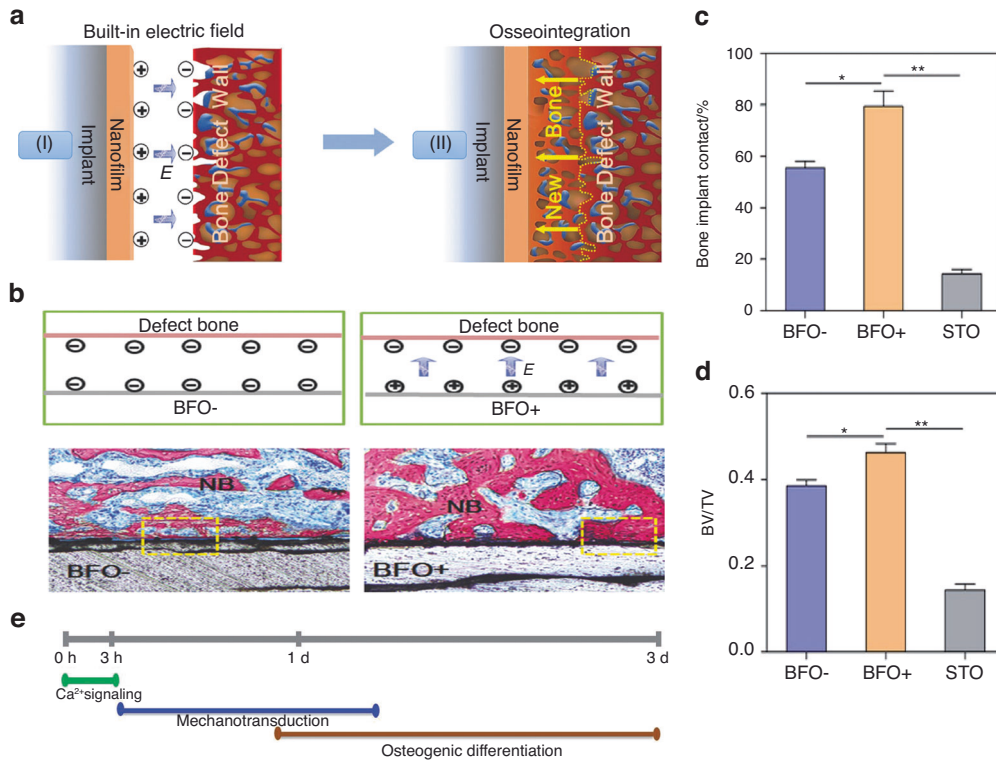 a
Built-in electric field
Osseointegration
(I)
Implant
Nanofilm
E
Bone Defect Wall
(II)
Implant
Nanofilm
New Bone
Bone Defect Wall
b
Defect bone
BFO-
Defect bone
E
BFO+
NB
BFO-
NB
BFO+
c
Bone implant contact/%
100
80
60
40
20
0
*
**
BFO-
BFO+
STO
d
BV/TV
0.6
0.4
0.2
0.0
*
**
BFO-
BFO+
STO
e
0 h
3 h
1 d
3 d
Ca²⁺signaling
Mechanotransduction
Osteogenic differentiation